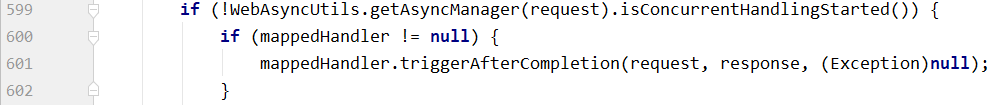 599 if (!WebAsyncUtils.getAsyncManager(request).isConcurrentHandlingStarted()) {
600 if (mappedHandler != null) {
601 mappedHandler.triggerAfterCompletion(request, response, (Exception)null);
602 }